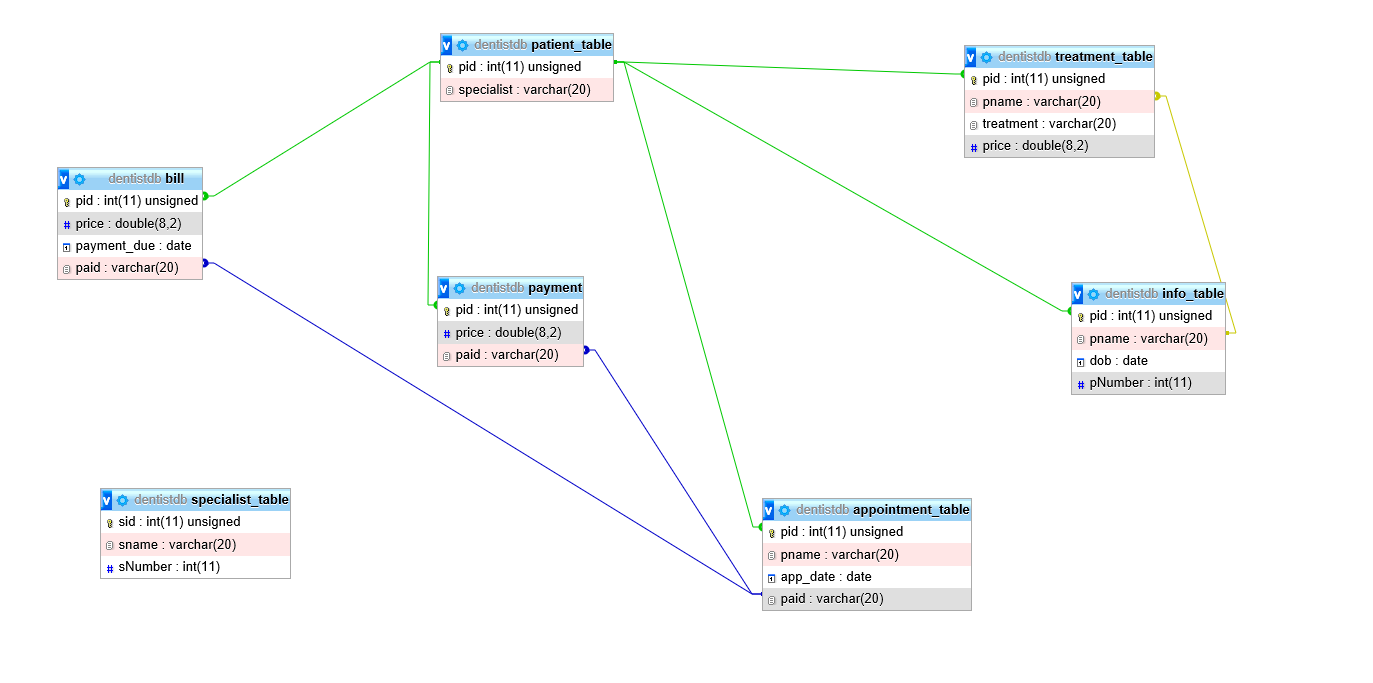 dentistdb patient_table
pid : int(11) unsigned
specialist : varchar(20)
dentistdb treatment_table
pid : int(11) unsigned
pname : varchar(20)
treatment : varchar(20)
# price : double(8,2)
dentistdb bill
pid : int(11) unsigned
# price : double(8,2)
payment_due : date
paid : varchar(20)
dentistdb payment
pid : int(11) unsigned
# price : double(8,2)
paid : varchar(20)
dentistdb info_table
pid : int(11) unsigned
pname : varchar(20)
dob : date
# pNumber : int(11)
dentistdb specialist_table
sid : int(11) unsigned
sname : varchar(20)
# sNumber : int(11)
dentistdb appointment_table
pid : int(11) unsigned
pname : varchar(20)
app_date : date
paid : varchar(20)